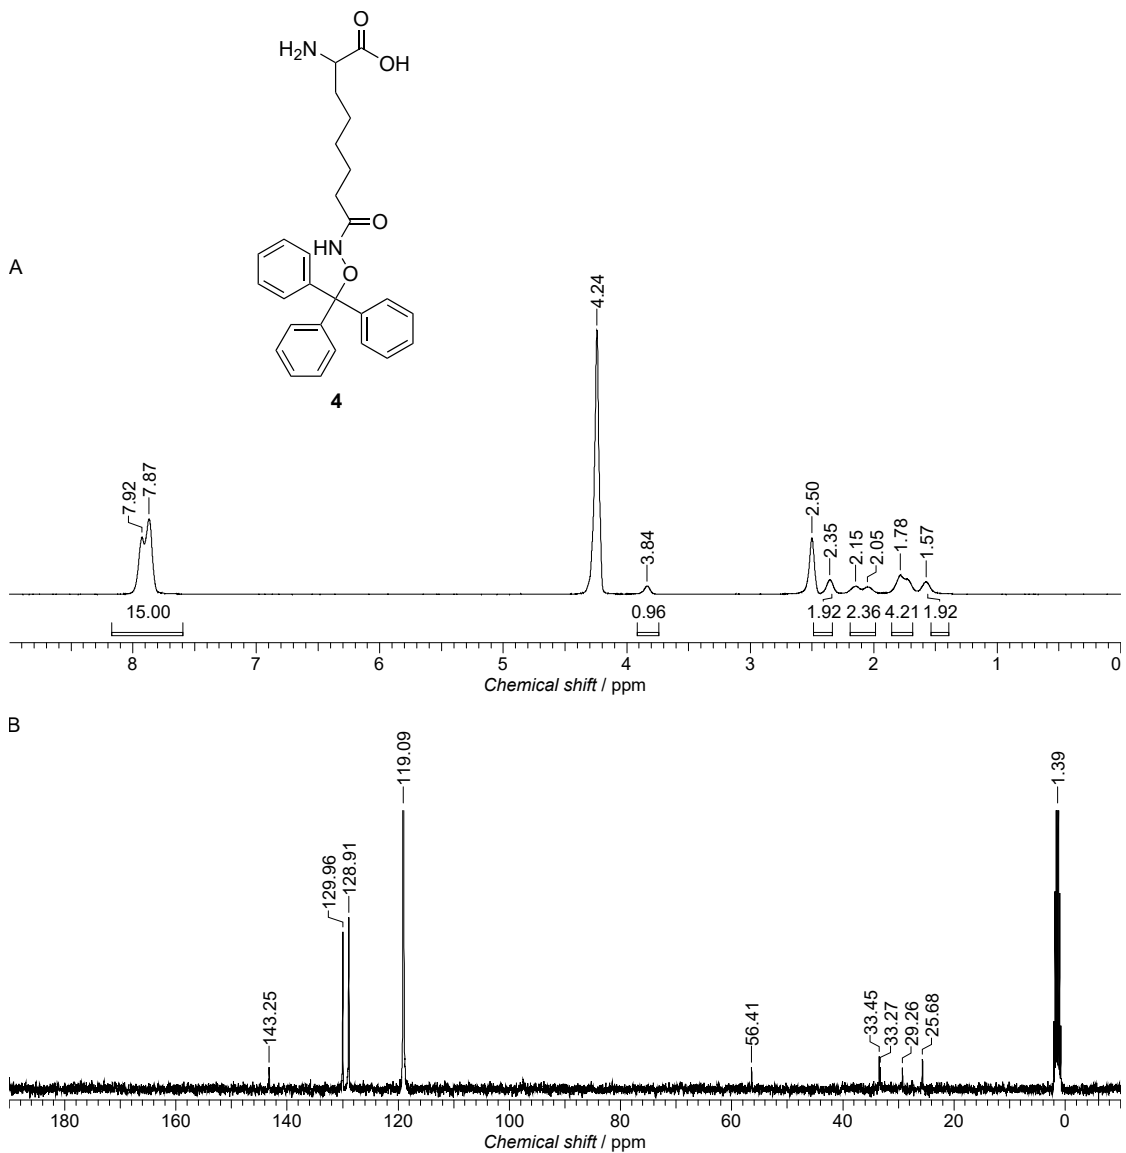 O
H2N
OH
O
HN
O
4
A
7.92
7.87
4.24
3.84
2.50
2.35
2.15
2.05
1.78
1.57
15.00
0.96
1.92
2.36
4.21
1.92
8 7 6 5 4 3 2 1 0
Chemical shift / ppm
B
143.25
129.96
128.91
119.09
56.41
33.45
33.27
29.26
25.68
1.39
180 160 140 120 100 80 60 40 20 0
Chemical shift / ppm